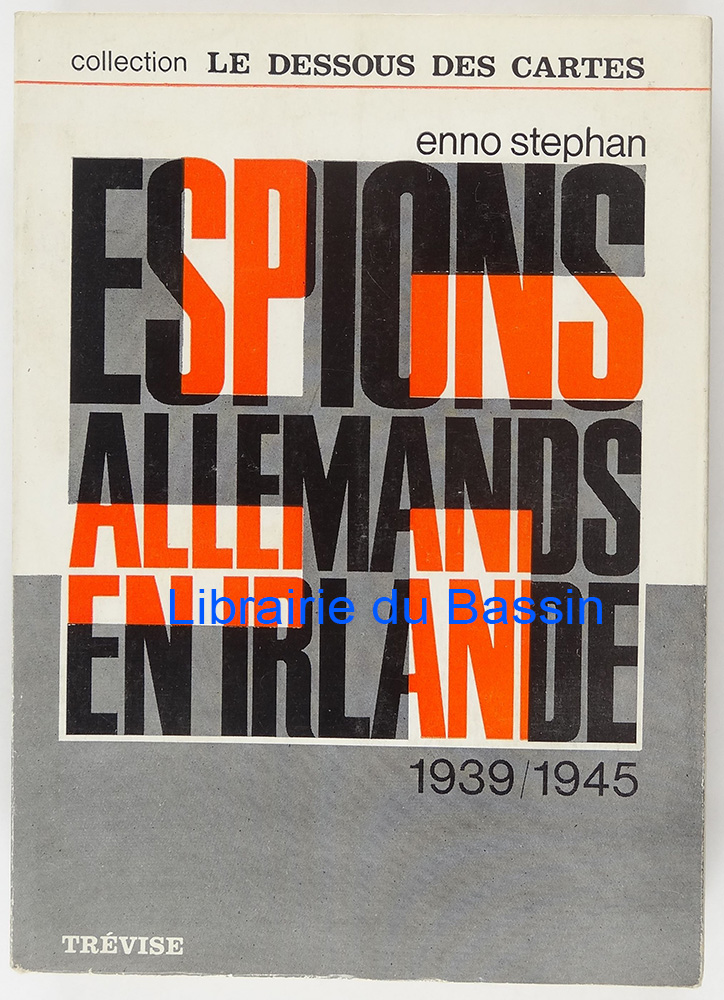 collection LE DESSOUS DES CARTES
enno stephan
ESPIONS
ALLEMANDS
EN IRLANDE
Librairie du Bassin
1939/1945
TRÉVISE